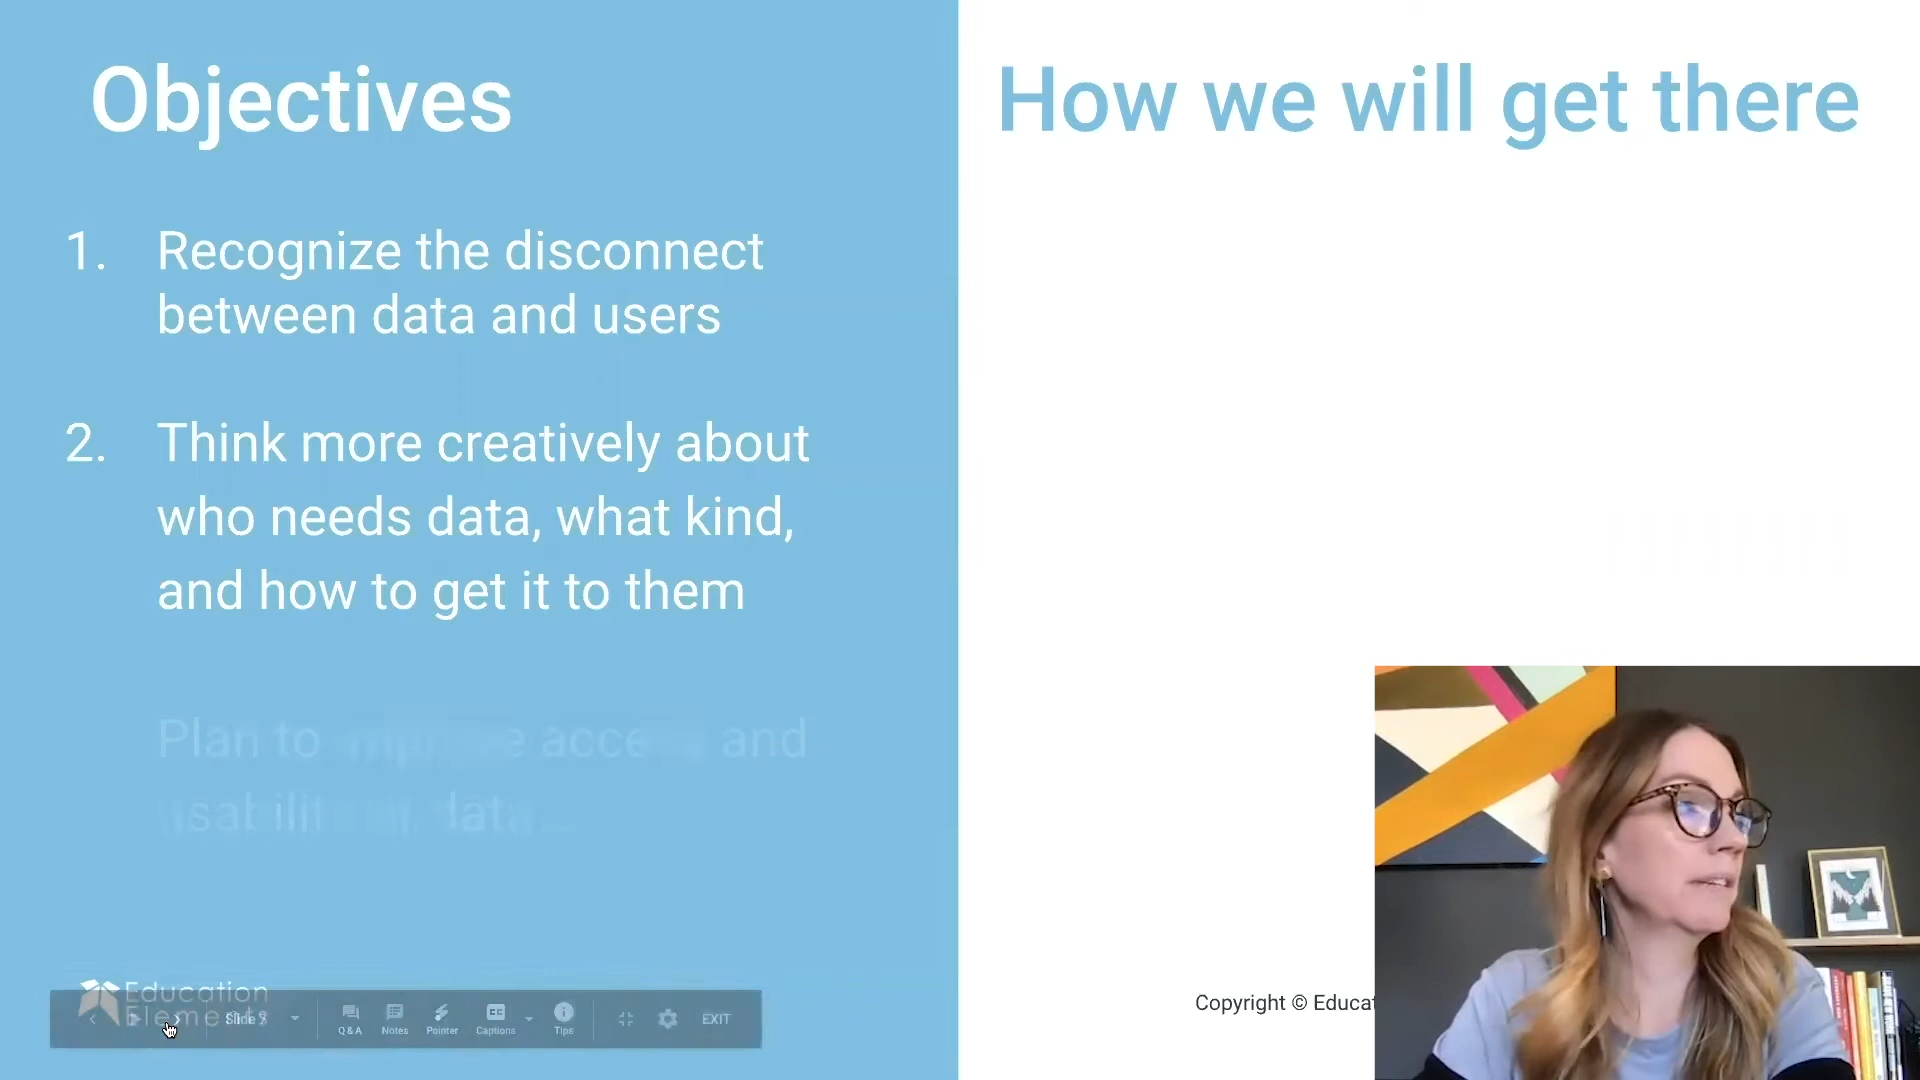 Objectives
1. Recognize the disconnect
between data and users
2. Think more creatively about
who needs data, what kind,
and how to get it to them
Plan to improve access and
usability of data
How we will get there
Education
Elements
Slide
Q&A Notes Pointer Captions Tips EXIT
Copyright © Educat